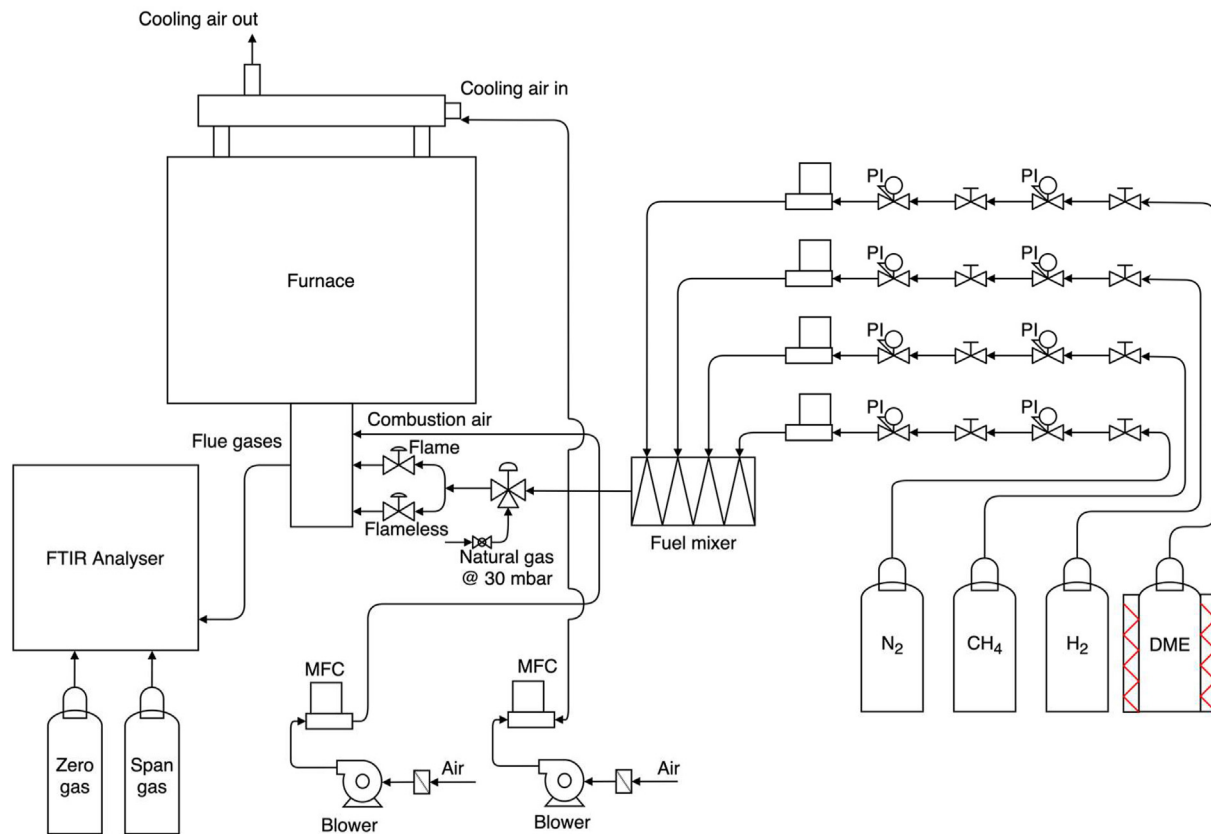 Cooling air out
Cooling air in
PI
PI
PI
PI
PI
PI
PI
PI
Furnace
Combustion air
Flue gases
Flame
Flameless
Natural gas
@ 30 mbar
Fuel mixer
FTIR Analyser
N₂
CH₄
H₂
DME
MFC
MFC
Zero
gas
Span
gas
Air
Air
Blower
Blower